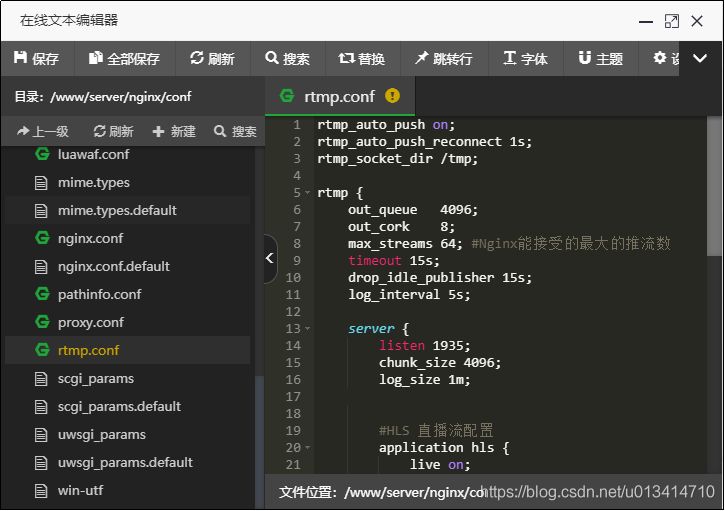 在线文本编辑器
保存 全部保存 刷新 搜索 替换 跳转行 字体 主题
目录: /www/server/nginx/conf
上一级 刷新 新建 搜索
luawaf.conf
mime.types
mime.types.default
nginx.conf
nginx.conf.default
pathinfo.conf
proxy.conf
rtmp.conf
scgi_params
scgi_params.default
uwsgi_params
uwsgi_params.default
win-utf
rtmp.conf
1 rtmp_auto_push on;
2 rtmp_auto_push_reconnect 1s;
3 rtmp_socket_dir /tmp;
4
5 rtmp {
6 out_queue 4096;
7 out_cork 8;
8 max_streams 64; #Nginx能接受的最大的推流数
9 timeout 15s;
10 drop_idle_publisher 15s;
11 log_interval 5s;
12
13 server {
14 listen 1935;
15 chunk_size 4096;
16 log_size 1m;
17
18
19 #HLS 直播流配置
20 application hls {
21 live on;
文件位置: /www/server/nginx/co
https://blog.csdn.net/u013414710